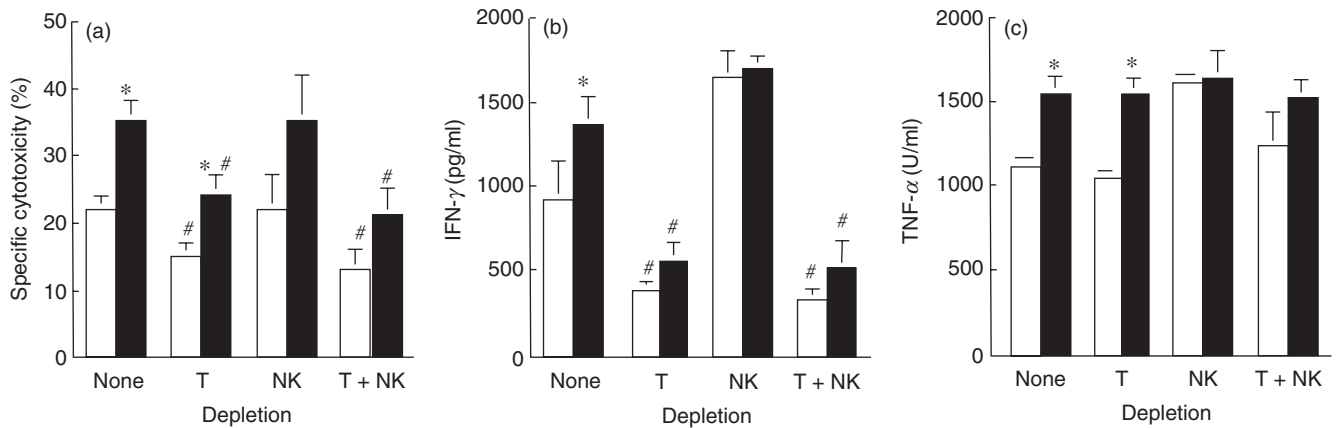 (a)
Specific cytotoxicity (%)
50
40
30
20
10
0
*
#
* #
#
#
None T NK T + NK
Depletion
(b)
IFN-γ (pg/ml)
2000
1500
1000
500
0
*
#
#
#
#
None T NK T + NK
Depletion
(c)
TNF-α (U/ml)
2000
1500
1000
500
0
* *
None T NK T + NK
Depletion